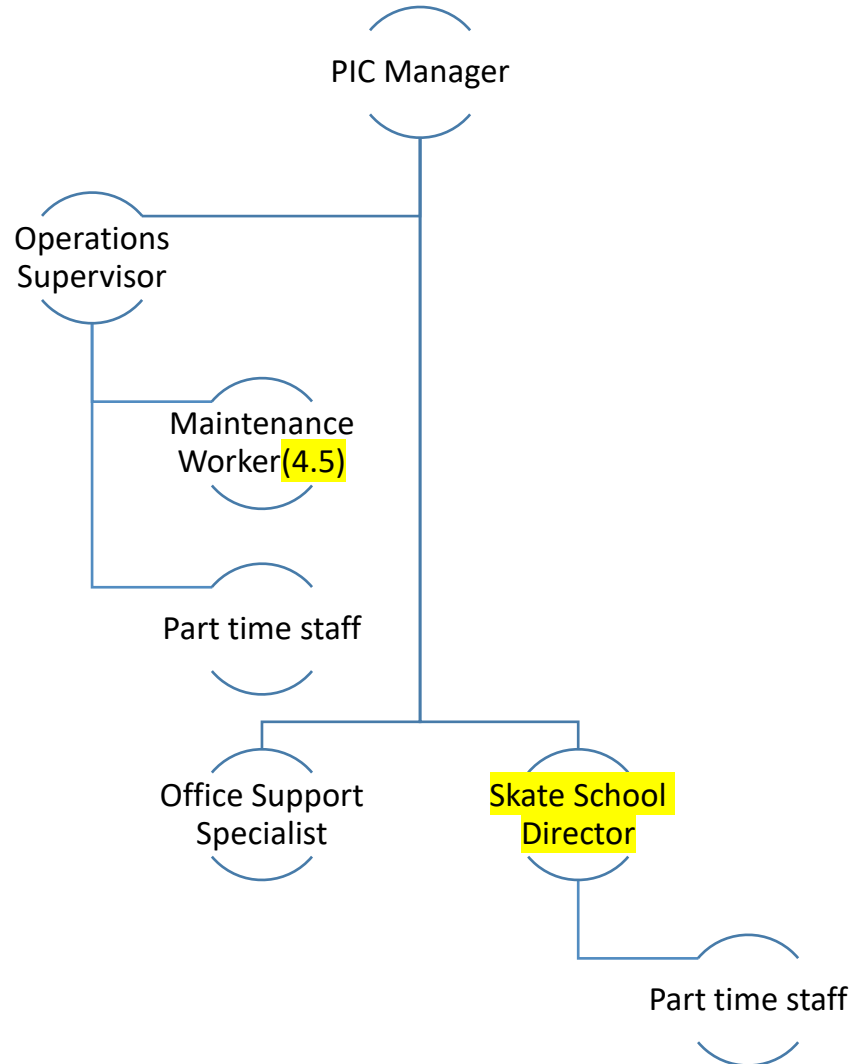 PIC Manager
Operations
Supervisor
Maintenance
Worker(4.5)
Part time staff
Office Support
Specialist
Skate School
Director
Part time staff